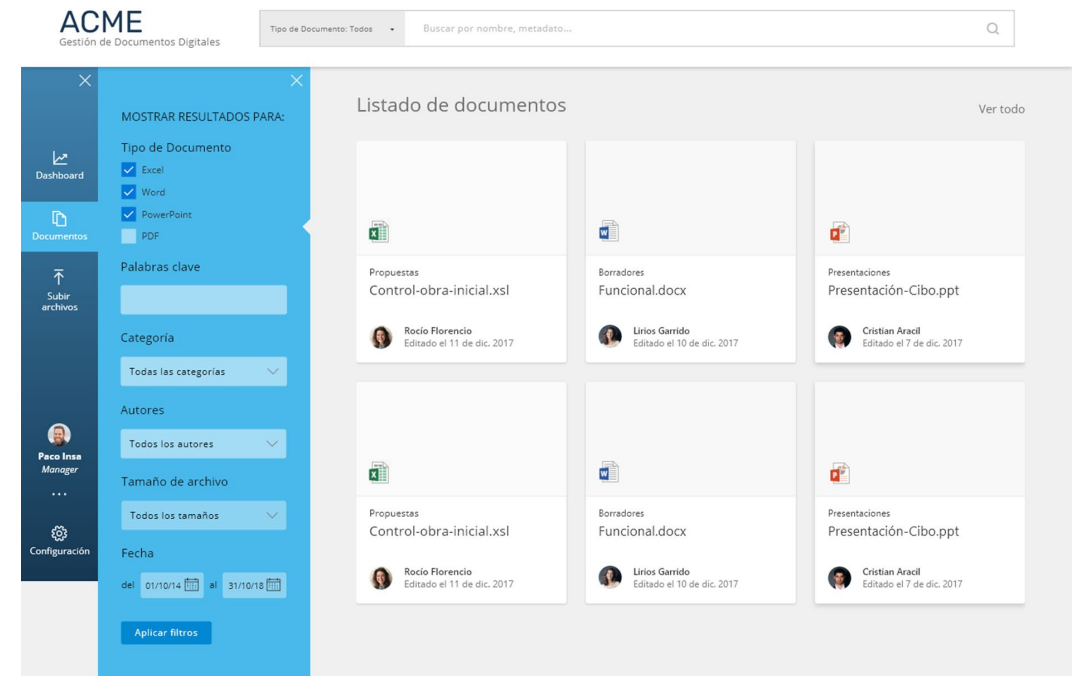 ACME
Gestión de Documentos Digitales
Tipo de Documento: Todos
Buscar por nombre, metadato...
Dashboard
Documentos
Subir
archivos
Paco Insa
Manager
...
Configuración
MOSTRAR RESULTADOS PARA:
Tipo de Documento
Excel
Word
PowerPoint
PDF
Palabras clave
Categoría
Todas las categorías
Autores
Todos los autores
Tamaño de archivo
Todos los tamaños
Fecha
del 01/10/14 al 31/10/18
Aplicar filtros
Listado de documentos
Ver todo
Propuestas
Control-obra-inicial.xsl
Rocío Florencio
Editado el 11 de dic. 2017
Borradores
Funcional.docx
Lirios Garrido
Editado el 10 de dic. 2017
Presentaciones
Presentación-Cibo.ppt
Cristian Aracil
Editado el 7 de dic. 2017
Propuestas
Control-obra-inicial.xsl
Rocío Florencio
Editado el 11 de dic. 2017
Borradores
Funcional.docx
Lirios Garrido
Editado el 10 de dic. 2017
Presentaciones
Presentación-Cibo.ppt
Cristian Aracil
Editado el 7 de dic. 2017